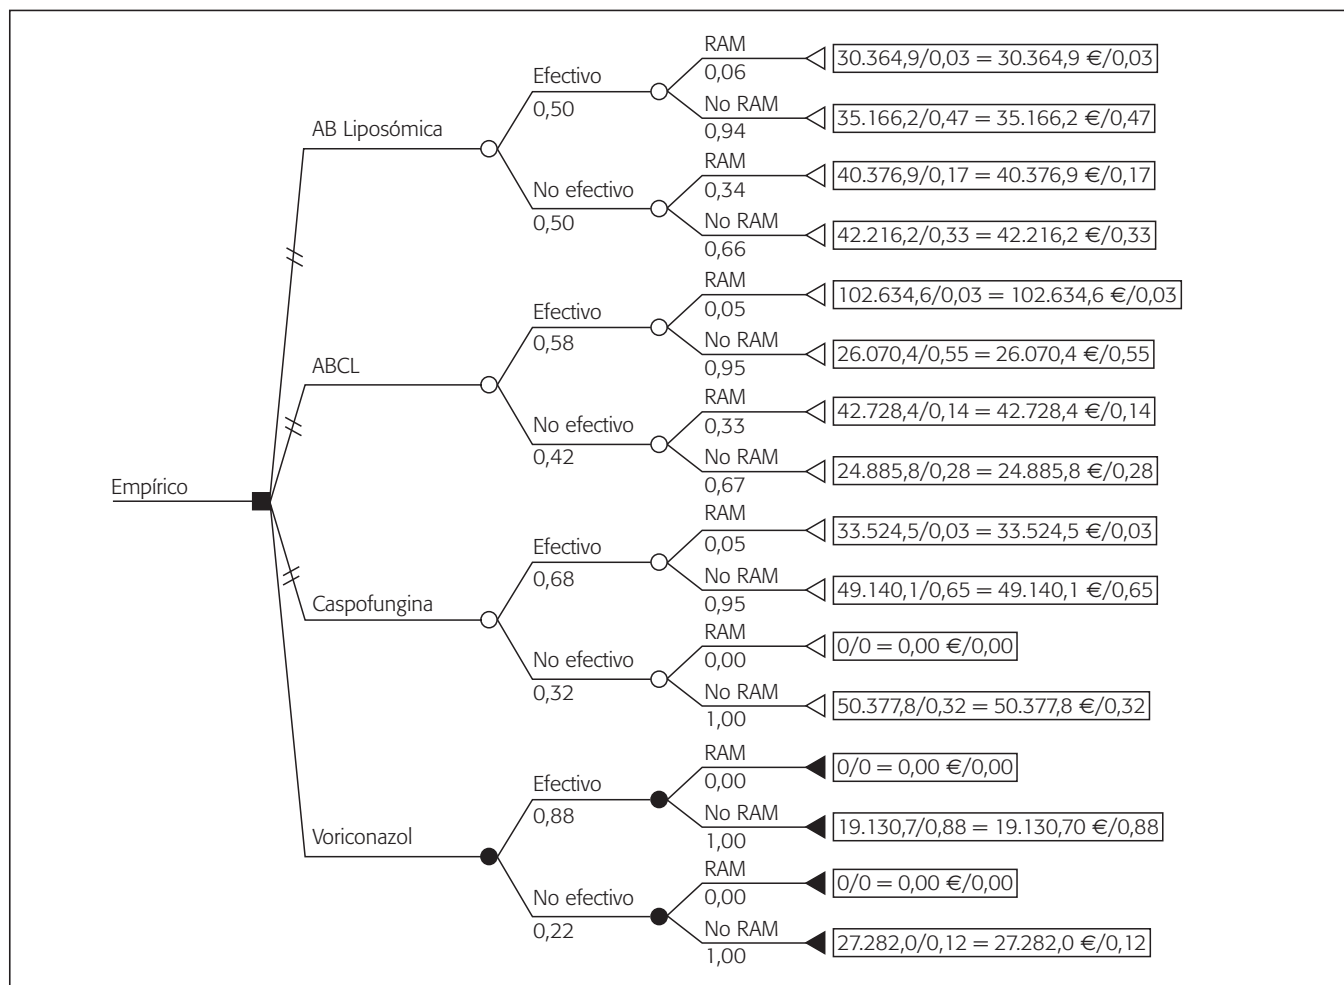 RAM
0,06
30.364,9/0,03 = 30.364,9 €/0,03
Efectivo
0,50
No RAM
0,94
35.166,2/0,47 = 35.166,2 €/0,47
AB Liposómica
RAM
0,34
40.376,9/0,17 = 40.376,9 €/0,17
No efectivo
0,50
No RAM
0,66
42.216,2/0,33 = 42.216,2 €/0,33
RAM
0,05
102.634,6/0,03 = 102.634,6 €/0,03
Efectivo
0,58
No RAM
0,95
26.070,4/0,55 = 26.070,4 €/0,55
ABCL
RAM
0,33
42.728,4/0,14 = 42.728,4 €/0,14
No efectivo
0,42
No RAM
0,67
24.885,8/0,28 = 24.885,8 €/0,28
Empírico
RAM
0,05
33.524,5/0,03 = 33.524,5 €/0,03
Efectivo
0,68
No RAM
0,95
49.140,1/0,65 = 49.140,1 €/0,65
Caspofungina
RAM
0,00
0/0 = 0,00 €/0,00
No efectivo
0,32
No RAM
1,00
50.377,8/0,32 = 50.377,8 €/0,32
RAM
0,00
0/0 = 0,00 €/0,00
Efectivo
0,88
No RAM
1,00
19.130,7/0,88 = 19.130,70 €/0,88
Voriconazol
RAM
0,00
0/0 = 0,00 €/0,00
No efectivo
0,22
No RAM
1,00
27.282,0/0,12 = 27.282,0 €/0,12